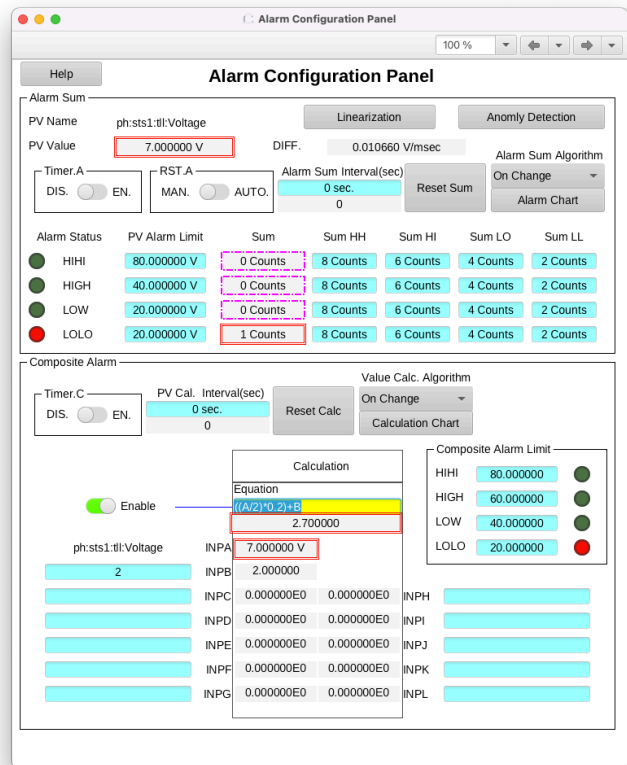 Alarm Configuration Panel
100 %
Help
Alarm Configuration Panel
Alarm Sum
PV Name ph:sts1:tll:Voltage Linearization Anomly Detection
PV Value 7.000000 V DIFF. 0.010660 V/msec
Alarm Sum Algorithm
Timer.A RST.A Alarm Sum Interval(sec) On Change
DIS. EN. MAN. AUTO. 0 sec. Reset Sum
0 Alarm Chart
Alarm Status PV Alarm Limit Sum Sum HH Sum HI Sum LO Sum LL
HIHI 80.000000 V 0 Counts 8 Counts 6 Counts 4 Counts 2 Counts
HIGH 40.000000 V 0 Counts 8 Counts 6 Counts 4 Counts 2 Counts
LOW 20.000000 V 0 Counts 8 Counts 6 Counts 4 Counts 2 Counts
LOLO 20.000000 V 1 Counts 8 Counts 6 Counts 4 Counts 2 Counts
Composite Alarm
Value Calc. Algorithm
Timer.C PV Cal. Interval(sec) On Change
DIS. EN. 0 sec. Reset Calc
0 Calculation Chart
Composite Alarm Limit
Calculation
HIHI 80.000000
Equation
HIGH 60.000000
Enable ((A/2)*0.2)+B
LOW 40.000000
2.700000
LOLO 20.000000
ph:sts1:tll:Voltage INPA 7.000000 V
2 INPB 2.000000
INPC 0.000000E0 0.000000E0 INPH
INPD 0.000000E0 0.000000E0 INPI
INPE 0.000000E0 0.000000E0 INPJ
INPF 0.000000E0 0.000000E0 INPK
INPG 0.000000E0 0.000000E0 INPL